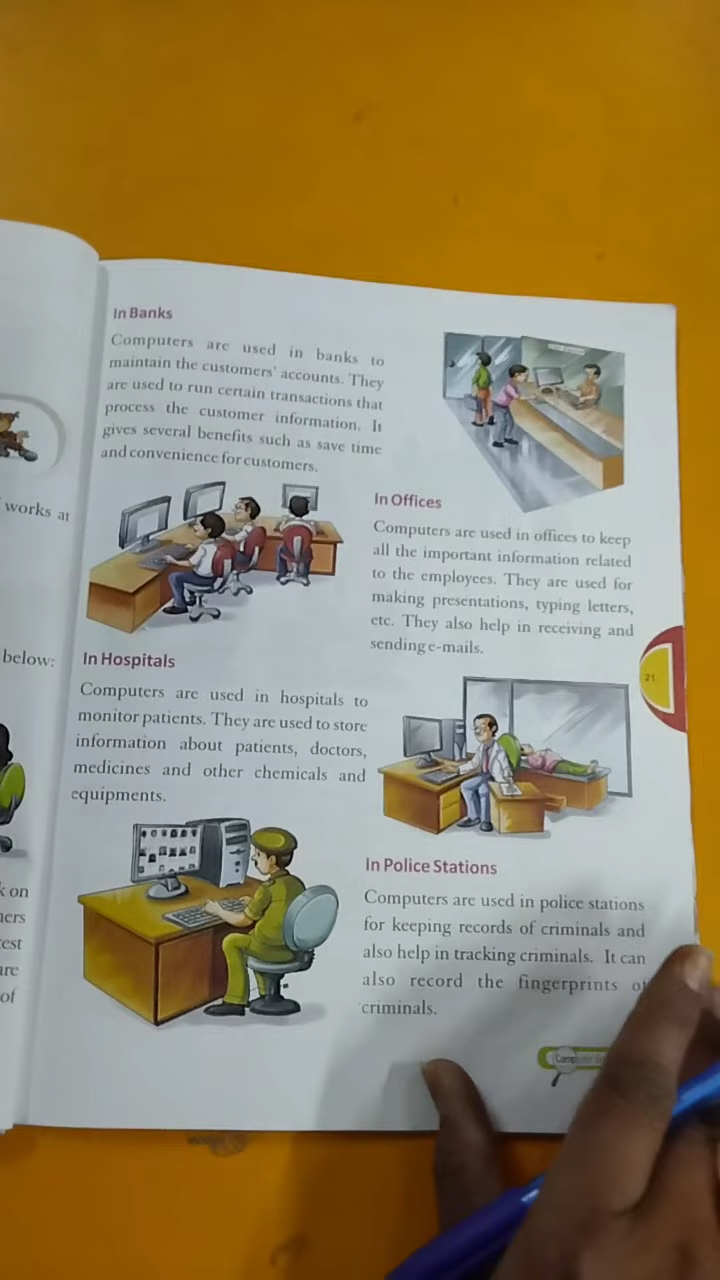 works at
below:
k on
ners
test
are
of
In Banks
Computers are used in banks to
maintain the customers' accounts. They
are used to run certain transactions that
process the customer information. It
gives several benefits such as save time
and convenience for customers.
In Offices
Computers are used in offices to keep
all the important information related
to the employees. They are used for
making presentations, typing letters,
etc. They also help in receiving and
sending e-mails.
21
In Hospitals
Computers are used in hospitals to
monitor patients. They are used to store
information about patients, doctors,
medicines and other chemicals and
equipments.
In Police Stations
Computers are used in police stations
for keeping records of criminals and
also help in tracking criminals. It can
also record the fingerprints of
criminals.